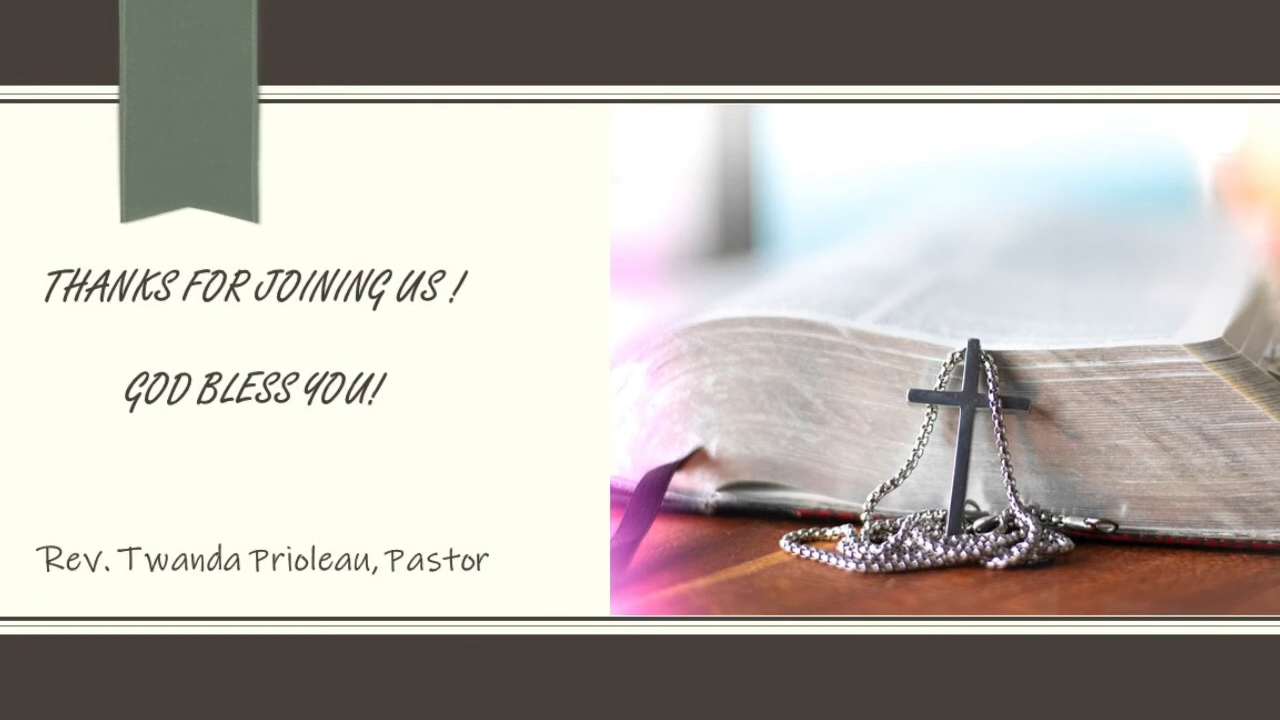 THANKS FOR JOINING US !
GOD BLESS YOU!
Rev. Twanda Prioleau, Pastor